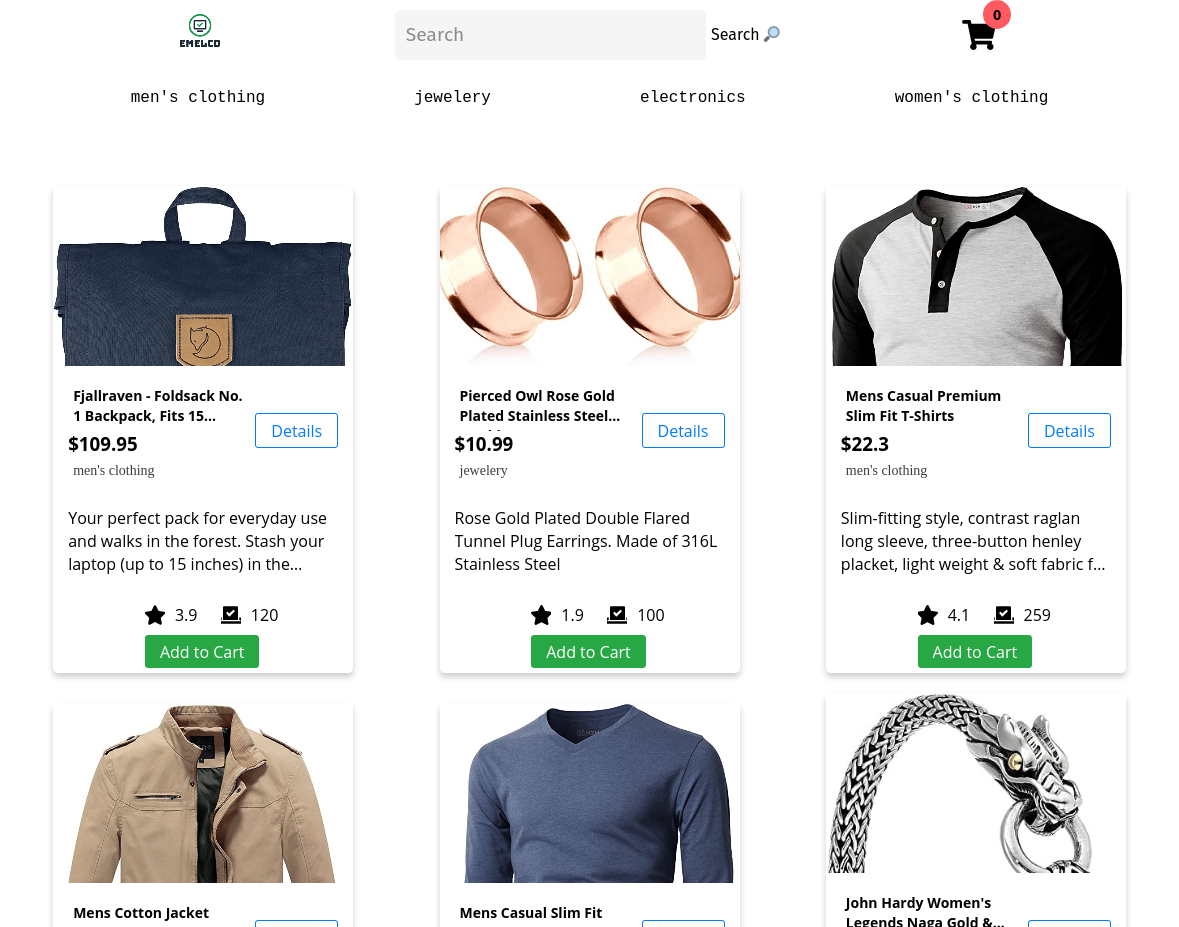 EMELCO
Search
Search
0
men's clothing
jewelery
electronics
women's clothing
Fjallraven - Foldsack No.
1 Backpack, Fits 15...
$109.95
men's clothing
Details
Your perfect pack for everyday use
and walks in the forest. Stash your
laptop (up to 15 inches) in the...
3.9
120
Add to Cart
Pierced Owl Rose Gold
Plated Stainless Steel...
$10.99
jewelery
Details
Rose Gold Plated Double Flared
Tunnel Plug Earrings. Made of 316L
Stainless Steel
1.9
100
Add to Cart
Mens Casual Premium
Slim Fit T-Shirts
$22.3
men's clothing
Details
Slim-fitting style, contrast raglan
long sleeve, three-button henley
placket, light weight & soft fabric f...
4.1
259
Add to Cart
Mens Cotton Jacket
Mens Casual Slim Fit
John Hardy Women's
Legends Naga Gold &...